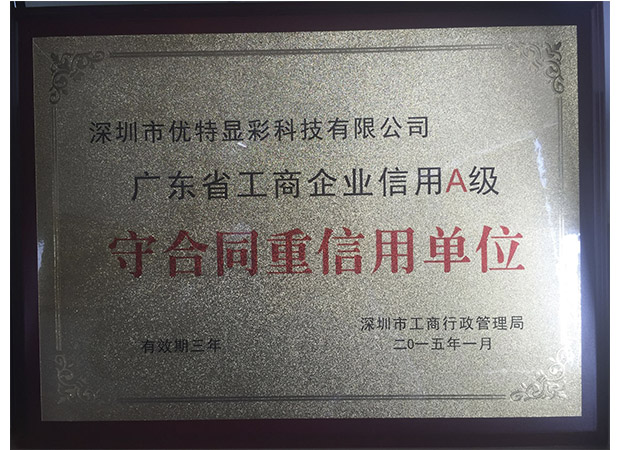 深圳市优特显彩科技有限公司
广东省工商企业信用A级
守合同重信用单位
深圳市工商行政管理局
有效期三年
二0一五年一月